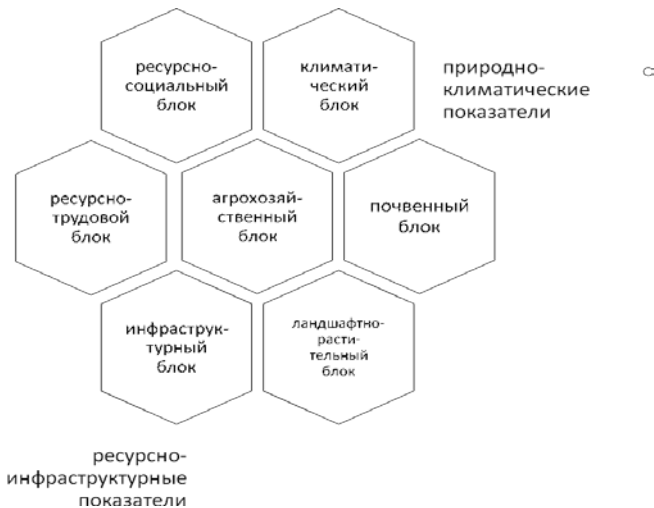 ресурсно-
социальный
блок
климати-
ческий
блок
природно-
климатические
показатели
ресурсно-
трудовой
блок
агрохозяй-
ственный
блок
почвенный
блок
инфраструк-
турный
блок
ландшафтно-
расти-
тельный
блок
ресурсно-
инфраструктурные
показатели